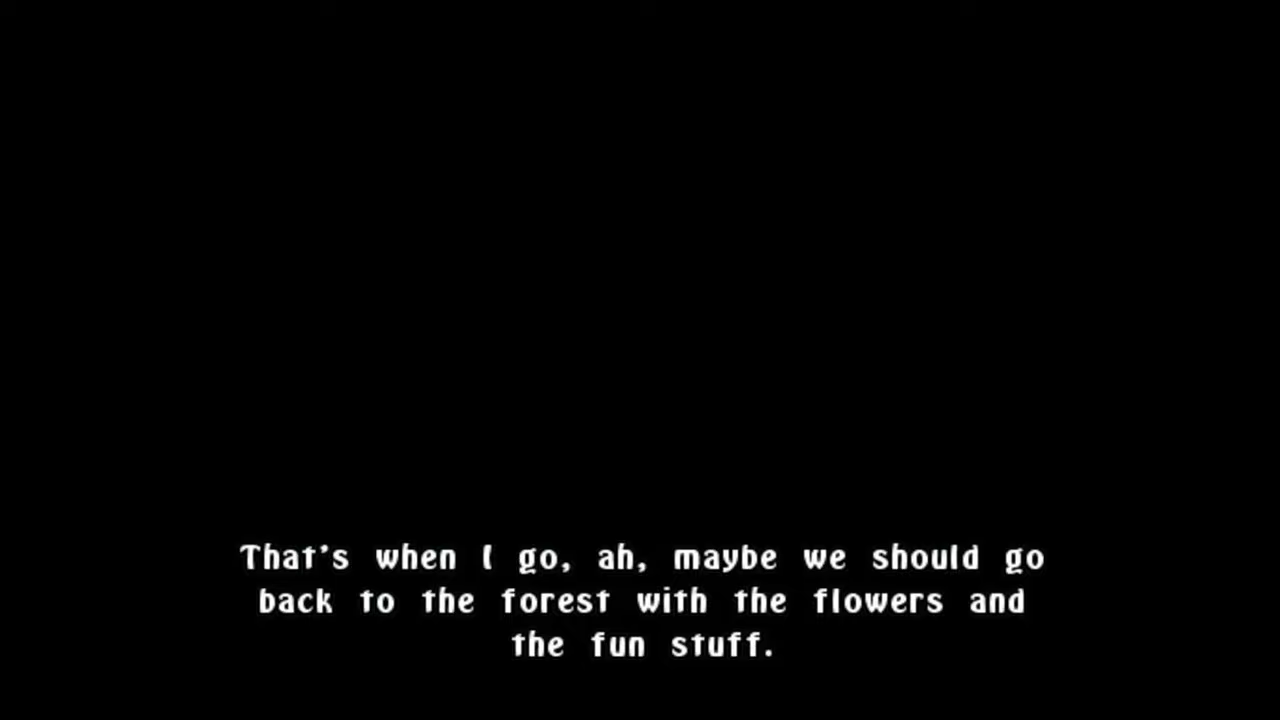 That's when I go, ah, maybe we should go
back to the forest with the flowers and
the fun stuff.